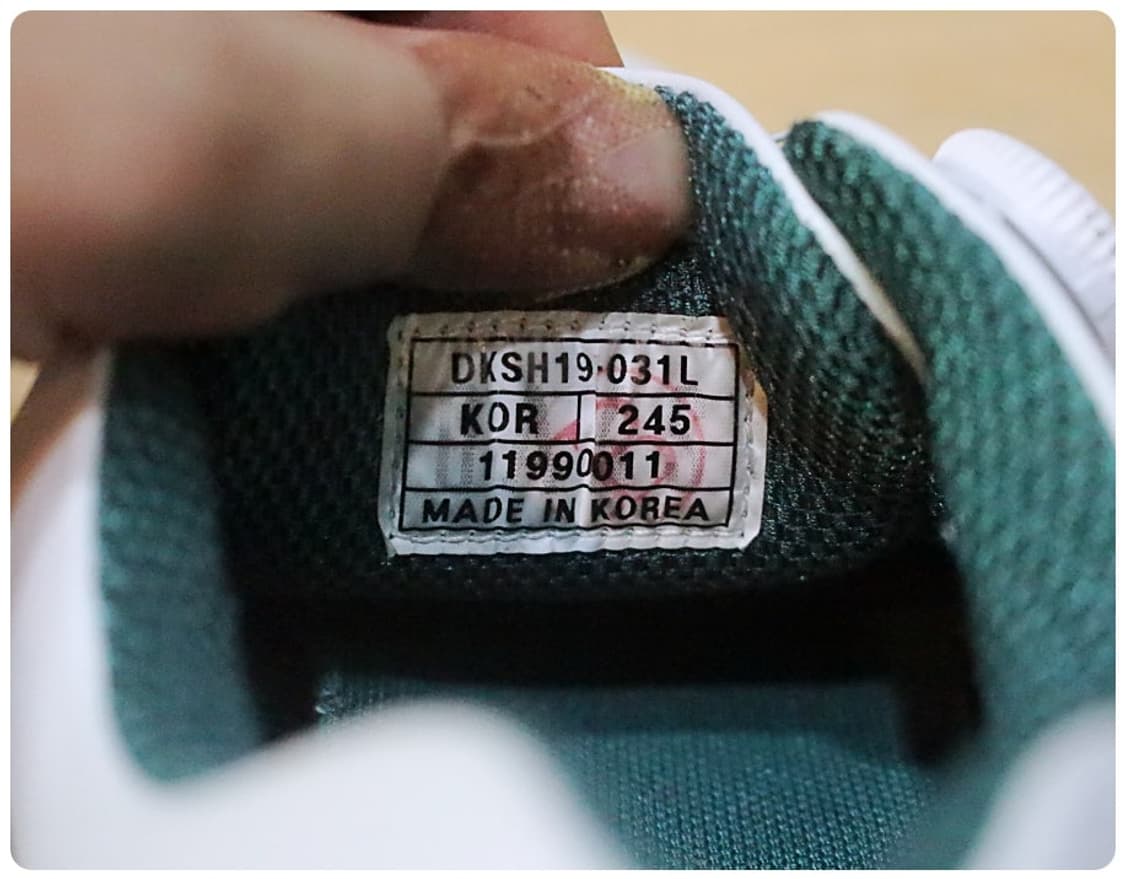 DKSH19-031L
KOR 245
11990011
MADE IN KOREA